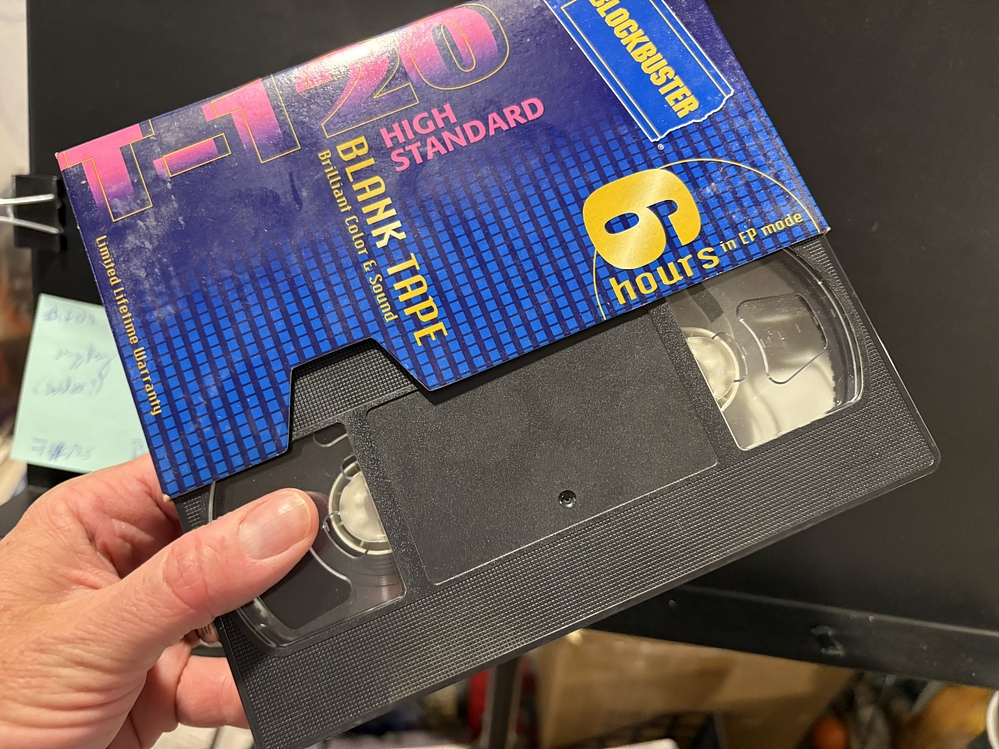 T-120
HIGH
STANDARD
BLANK TAPE
Brilliant Color & Sound
BLOCKBUSTER
®
6
hours in EP mode
Limited Lifetime Warranty